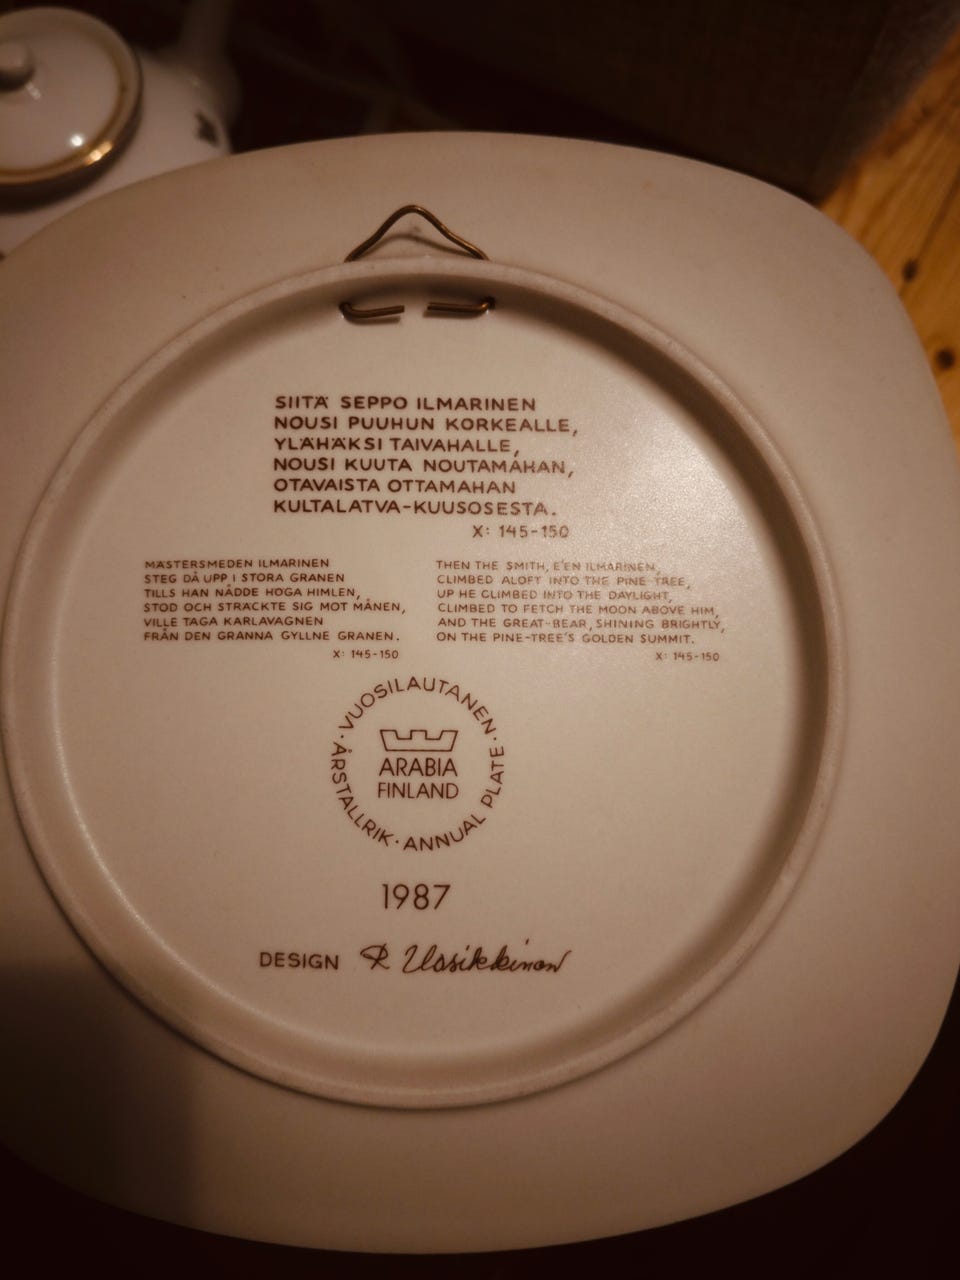 SIITÄ SEPPO ILMARINEN
NOUSI PUUHUN KORKEALLE,
YLÄHÄKSI TAIVAHALLE,
NOUSI KUUTA NOUTAMAHAN,
OTAVAISTA OTTAMAHAN
KULTALATVA-KUUSOSESTA.
X: 145-150
MÄSTERSMEDEN ILMARINEN
STEG DÅ UPP I STORA GRANEN
TILLS HAN NÅDDE HÖGA HIMLEN,
STOD OCH STRÄCKTE SIG MOT MÅNEN,
VILLE TAGA KARLAVAGNEN
FRÅN DEN GRANNA GYLLNE GRANEN.
X: 145-150
THEN THE SMITH, E'EN ILMARINEN,
CLIMBED ALOFT INTO THE PINE TREE,
UP HE CLIMBED INTO THE DAYLIGHT,
CLIMBED TO FETCH THE MOON ABOVE HIM,
AND THE GREAT-BEAR, SHINING BRIGHTLY,
ON THE PINE-TREE'S GOLDEN SUMMIT.
X: 145-150
· VUOSILAUTANEN · ANNUAL PLATE · ÅRSTALLRIK
ARABIA
FINLAND
1987
DESIGN R Uosikkinen